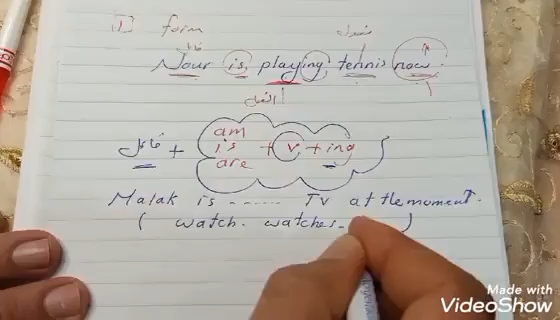 1 form
مفعول
فاعل
Nour is playing tennis now.
الفعل
am
فاعل + is + v + ing
are
Malak is ...... TV at the moment.
( watch. watches- )
Made with
VideoShow